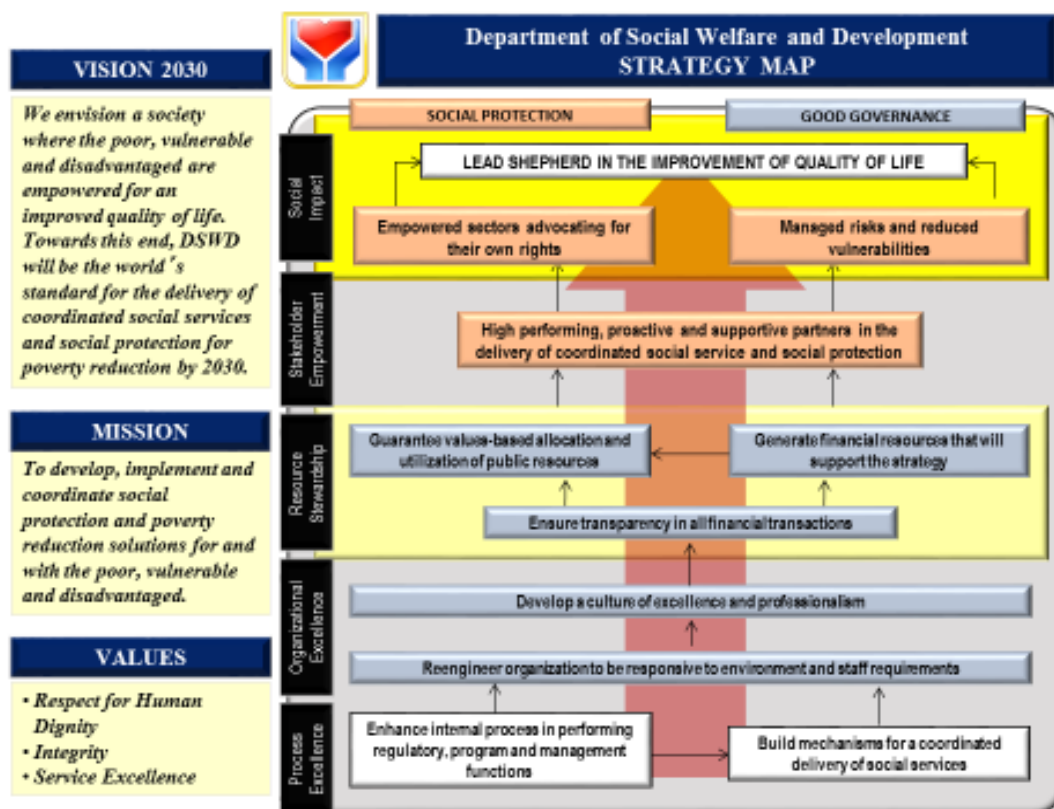 VISION 2030
We envision a society
where the poor, vulnerable
and disadvantaged are
empowered for an
improved quality of life.
Towards this end, DSWD
will be the world's
standard for the delivery of
coordinated social services
and social protection for
poverty reduction by 2030.
MISSION
To develop, implement and
coordinate social
protection and poverty
reduction solutions for and
with the poor, vulnerable
and disadvantaged.
VALUES
• Respect for Human
Dignity
• Integrity
• Service Excellence
Department of Social Welfare and Development
STRATEGY MAP
SOCIAL PROTECTION
GOOD GOVERNANCE
Social
Impact
LEAD SHEPHERD IN THE IMPROVEMENT OF QUALITY OF LIFE
Empowered sectors advocating for
their own rights
Managed risks and reduced
vulnerabilities
Stakeholder
Empowerment
High performing, proactive and supportive partners in the
delivery of coordinated social service and social protection
Resource
Stewardship
Guarantee values-based allocation and
utilization of public resources
Generate financial resources that will
support the strategy
Ensure transparency in all financial transactions
Organizational
Excellence
Develop a culture of excellence and professionalism
Reengineer organization to be responsive to environment and staff requirements
Process
Excellence
Enhance internal process in performing
regulatory, program and management
functions
Build mechanisms for a coordinated
delivery of social services